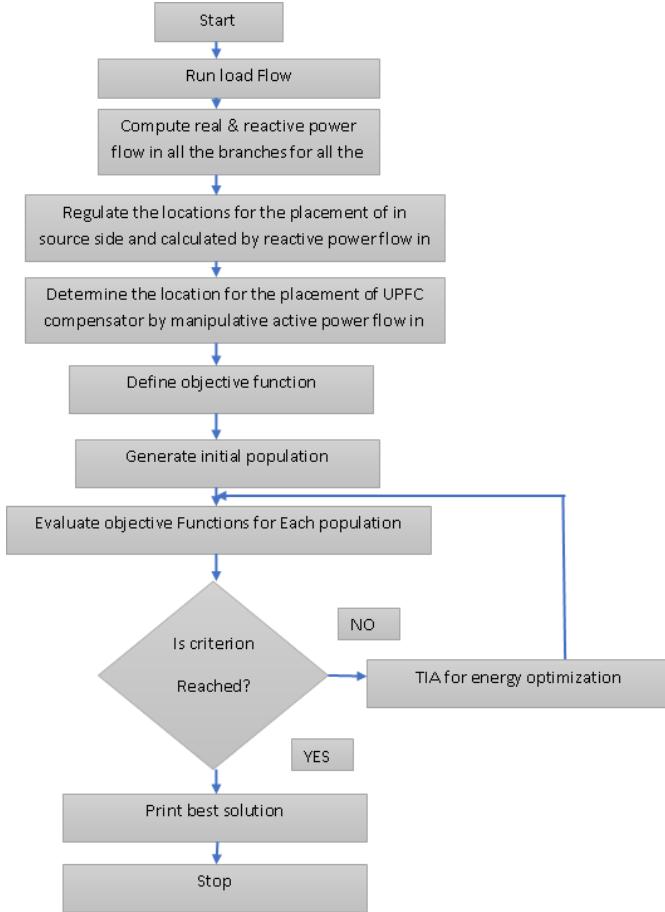 Start
Run load Flow
Compute real & reactive power
flow in all the branches for all the
Regulate the locations for the placement of in
source side and calculated by reactive power flow in
Determine the location for the placement of UPFC
compensator by manipulative active power flow in
Define objective function
Generate initial population
Evaluate objective Functions for Each population
Is criterion
Reached?
NO
TIA for energy optimization
YES
Print best solution
Stop